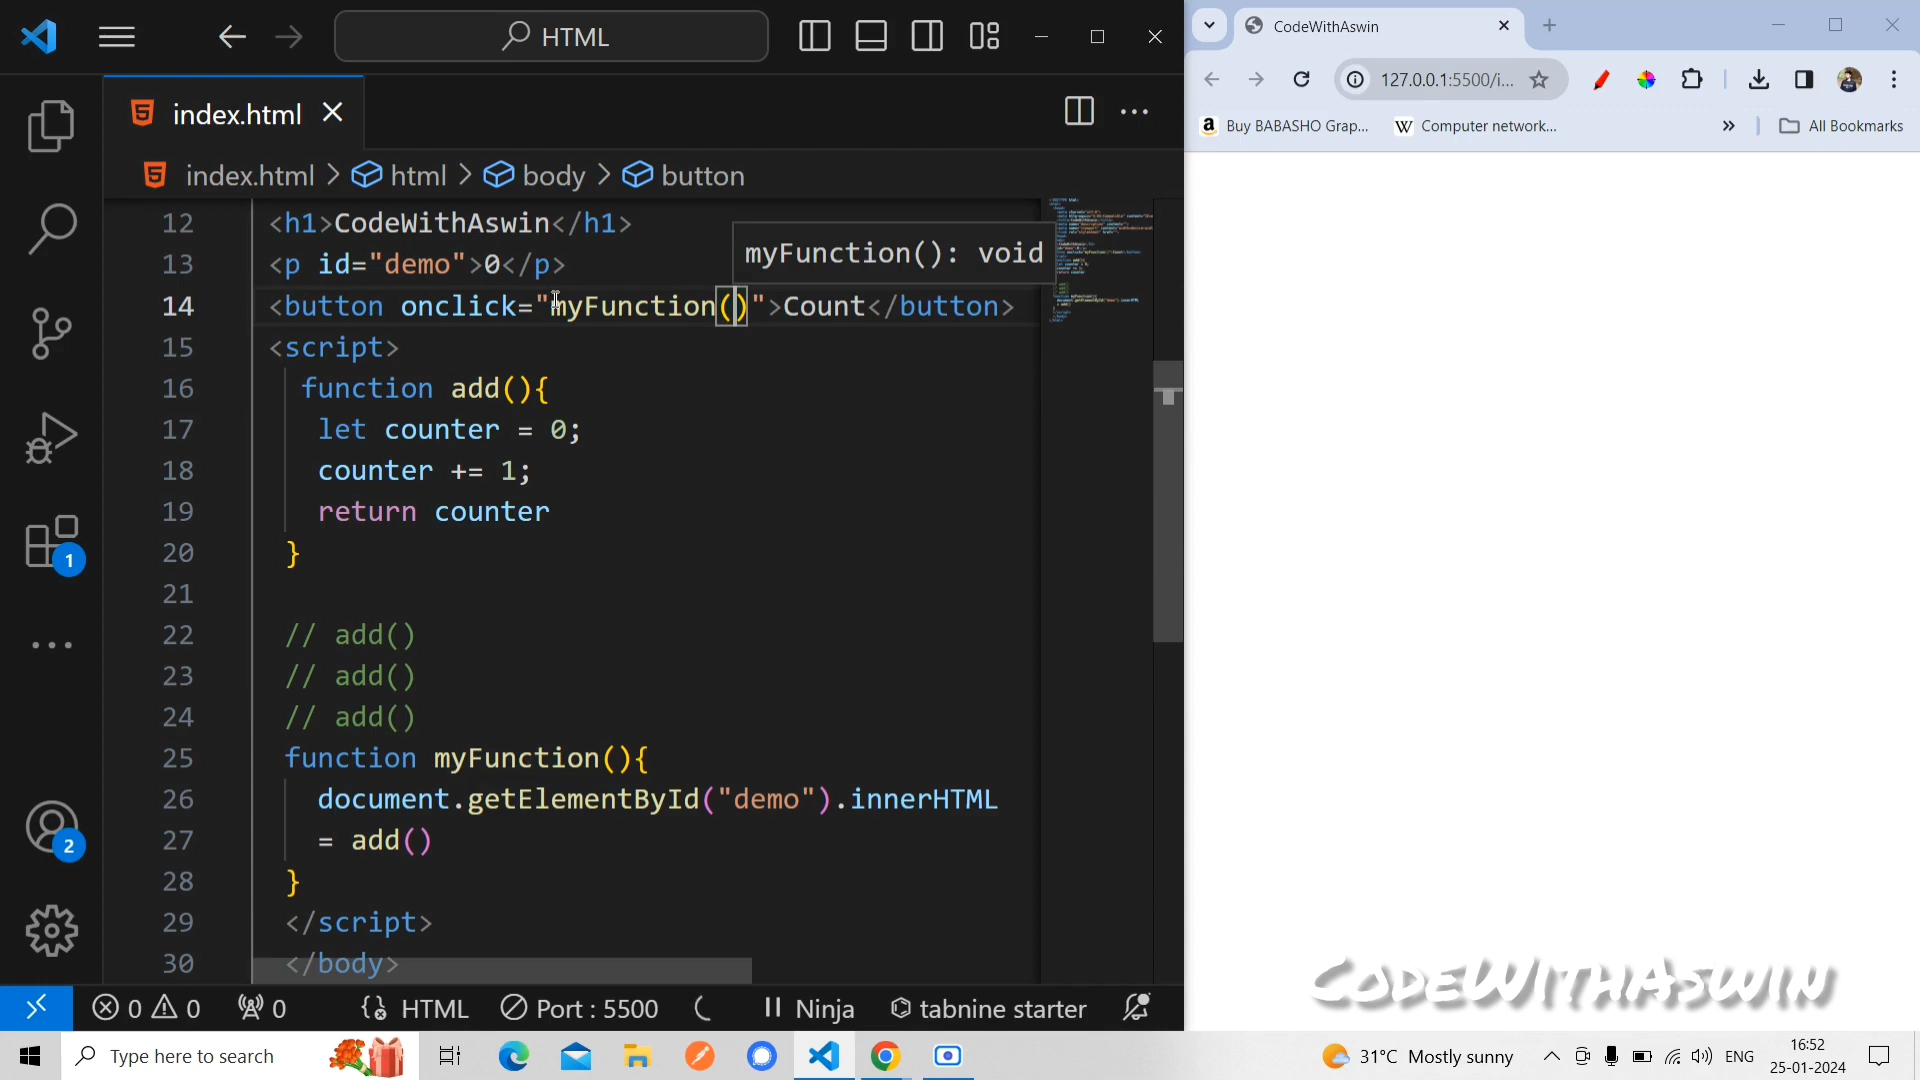 HTML
CodeWithAswin
127.0.0.1:5500/i...
index.html
Buy BABASHO Grap...
Computer network...
All Bookmarks
index.html > html > body > button
12 <h1>CodeWithAswin</h1>
myFunction(): void
13 <p id="demo">0</p>
14 <button onclick="myFunction()">Count</button>
15 <script>
16 function add(){
17 let counter = 0;
18 counter += 1;
19 return counter
20 }
21
22 // add()
23 // add()
24 // add()
25 function myFunction(){
26 document.getElementById("demo").innerHTML
27 = add()
28 }
29 </script>
30 </body>
1
2
CodeWithAswin
0 0 0 HTML Port : 5500 Ninja tabnine starter
Type here to search
31°C Mostly sunny
ENG
16:52
25-01-2024